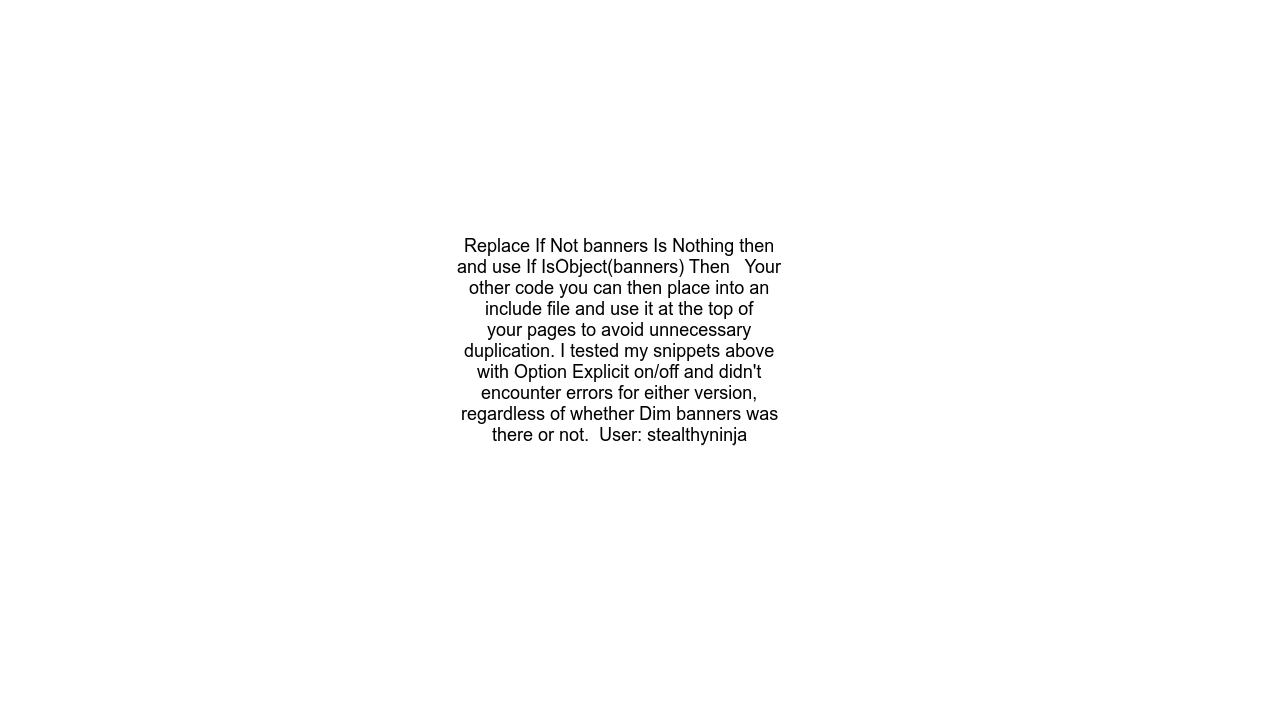 Replace If Not banners Is Nothing then
and use If IsObject(banners) Then   Your
other code you can then place into an
include file and use it at the top of
your pages to avoid unnecessary
duplication. I tested my snippets above
with Option Explicit on/off and didn't
encounter errors for either version,
regardless of whether Dim banners was
there or not.  User: stealthyninja